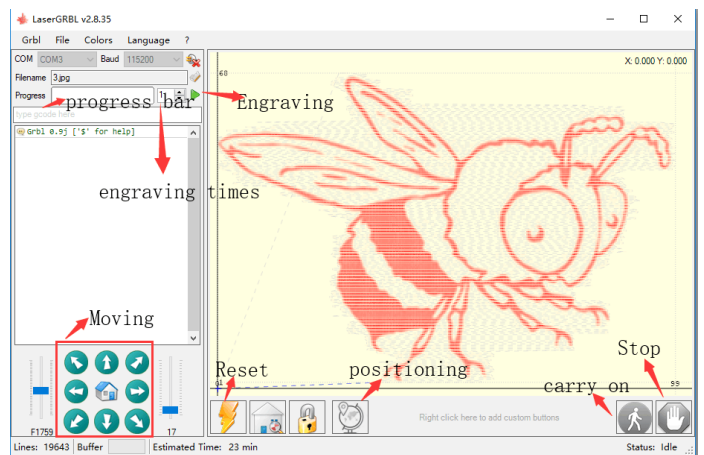 LaserGRBL v2.8.35
Grbl File Colors Language ?
COM COM3 Baud 115200
X: 0.000 Y: 0.000
Filename 3.jpg
60
Progress 1
progress bar
Engraving
type gcode here
Grbl 0.9j ['$' for help]
engraving times
Moving
Stop
Reset
positioning
carry on
99
Right click here to add custom buttons
F1759
17
Lines: 19643 Buffer Estimated Time: 23 min
Status: Idle